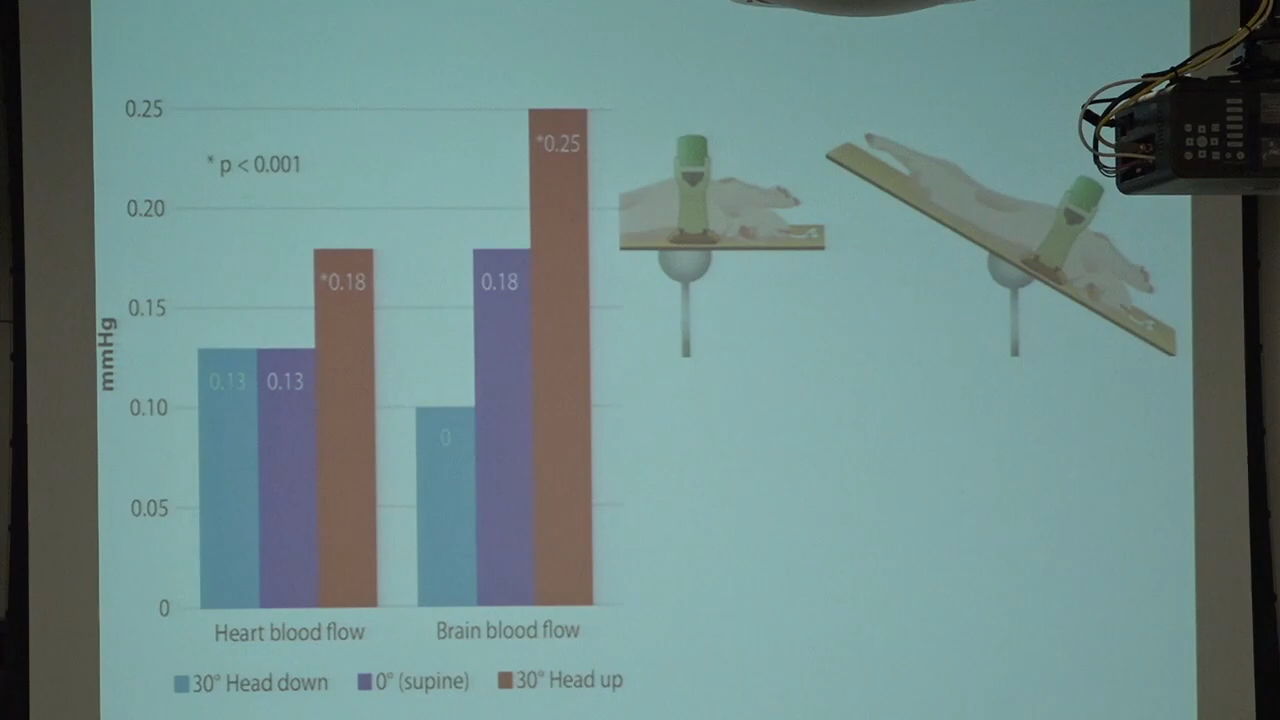 0.25
* p < 0.001
*0.25
0.20
*0.18
0.18
0.15
mmHg
0.13
0.13
0.10
0
0.05
0
Heart blood flow
Brain blood flow
30° Head down
0° (supine)
30° Head up